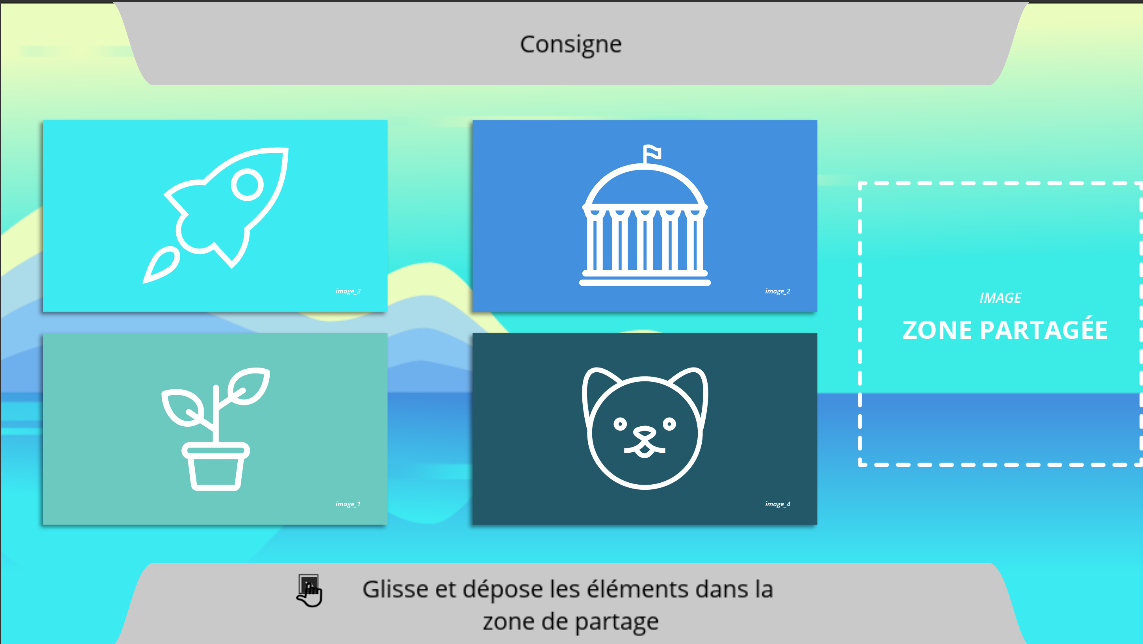 Consigne
image_3
image_2
IMAGE
ZONE PARTAGÉE
image_1
image_4
Glisse et dépose les éléments dans la
zone de partage